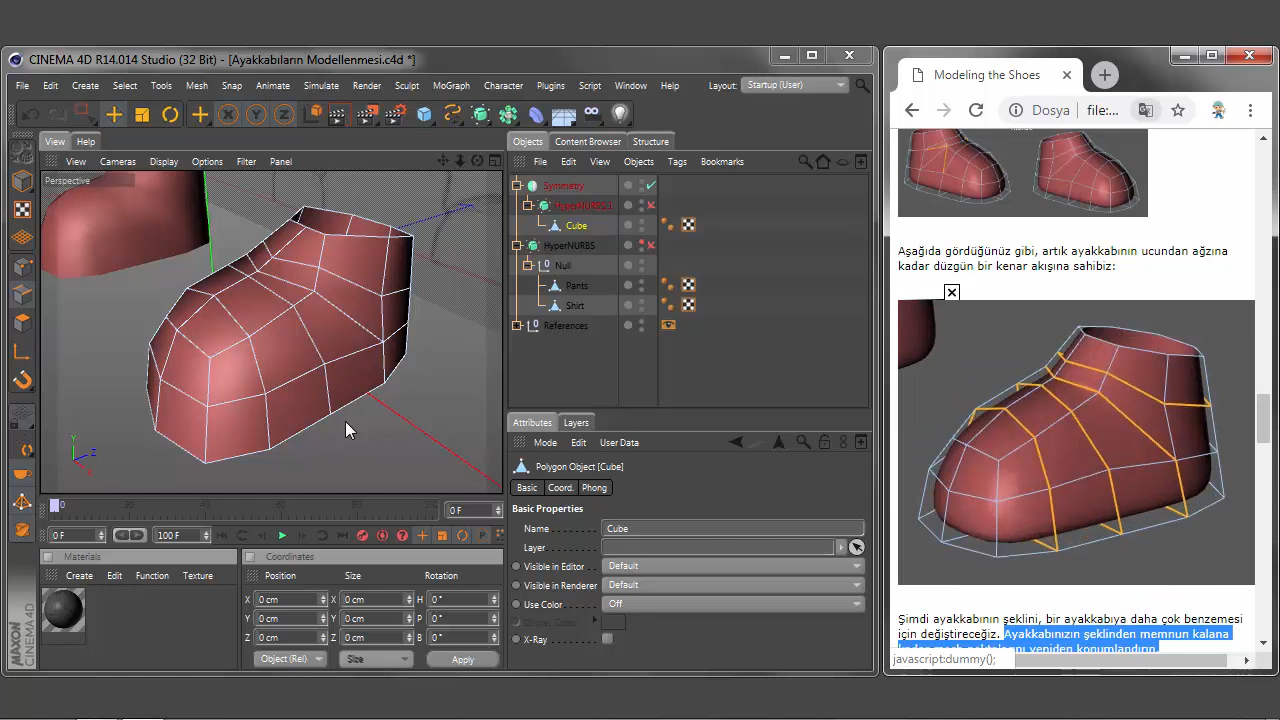 CINEMA 4D R14.014 Studio (32 Bit) - [Ayakkabıların Modellenmesi.c4d *]
File Edit Create Select Tools Mesh Snap Animate Simulate Render Sculpt MoGraph Character Plugins Script Window Help
Layout: Startup (User)
View Help
View Cameras Display Options Filter Panel
Perspective
Y
Z
Objects Content Browser Structure
File Edit View Objects Tags Bookmarks
Symmetry
HyperNURBS.1
Cube
HyperNURBS
Null
Pants
Shirt
References
Attributes Layers
Mode Edit User Data
Polygon Object [Cube]
Basic Coord. Phong
Basic Properties
Name Cube
Layer
Visible in Editor Default
Visible in Renderer Default
Use Color Off
X-Ray
0 F
0 F 100 F
Materials
Create Edit Function Texture
Coordinates
Position Size Rotation
X 0 cm X 0 cm H 0 °
Y 0 cm Y 0 cm P 0 °
Z 0 cm Z 0 cm B 0 °
Object (Rel) Size Apply
MAXON
CINEMA 4D
Modeling the Shoes
Dosya file:...
Aşağıda gördüğünüz gibi, artık ayakkabının ucundan ağzına
kadar düzgün bir kenar akışına sahibiz:
Şimdi ayakkabının şeklini, bir ayakkabıya daha çok benzemesi
için değiştireceğiz. Ayakkabınızın şeklinden memnun kalana
kadar mesh noktalarını yeniden konumlandırın.
javascript:dummy();